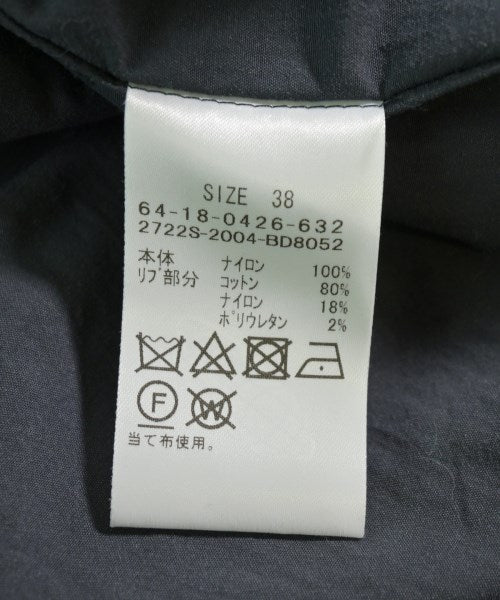 SIZE 38
64-18-0426-632
2722S-2004-BD8052
本体 ナイロン 100%
リブ部分 コットン 80%
ナイロン 18%
ポリウレタン 2%
F W
当て布使用。